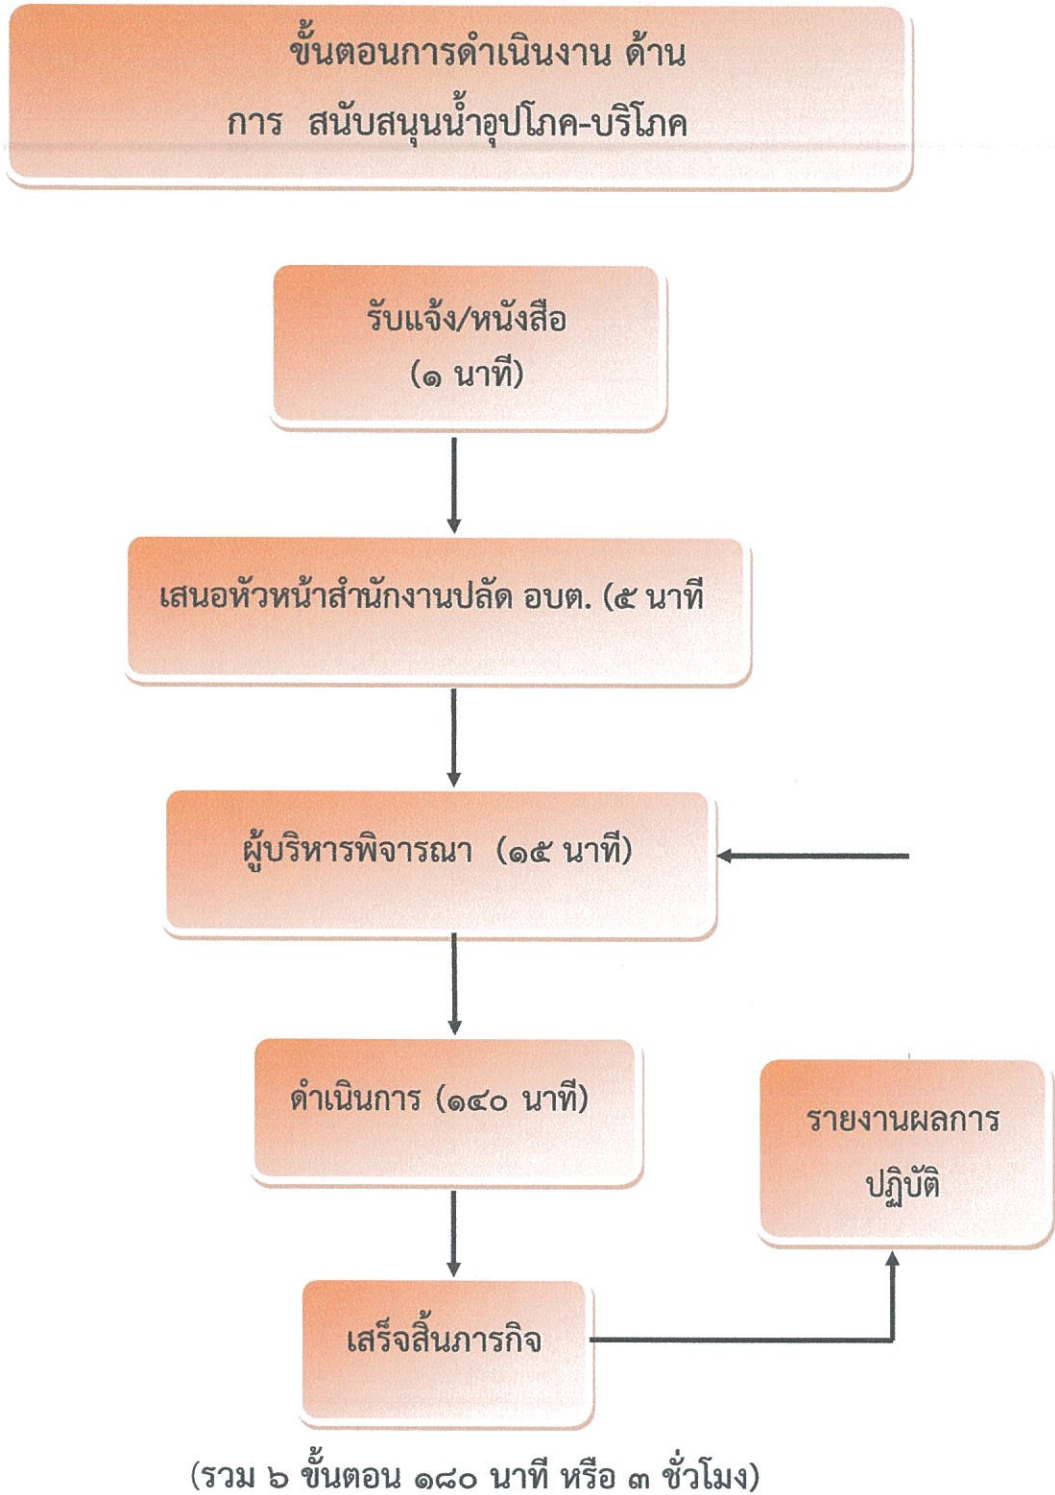 ขั้นตอนการดำเนินงาน ด้าน
การ สนับสนุนน้ำอุปโภค-บริโภค
รับแจ้ง/หนังสือ
(๑ นาที)
เสนอหัวหน้าสำนักงานปลัด อบต. (๕ นาที
ผู้บริหารพิจารณา (๑๕ นาที)
ดำเนินการ (๑๔๐ นาที)
รายงานผลการ
ปฏิบัติ
เสร็จสิ้นภารกิจ
(รวม ๖ ขั้นตอน ๑๘๐ นาที หรือ ๓ ชั่วโมง)